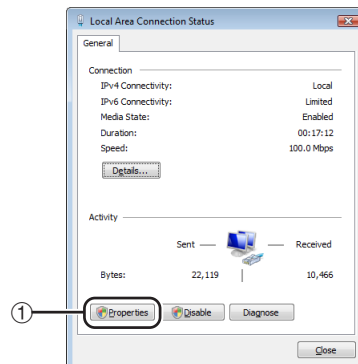 Local Area Connection Status
General
Connection
IPv4 Connectivity: Local
IPv6 Connectivity: Limited
Media State: Enabled
Duration: 00:17:12
Speed: 100.0 Mbps
Details...
Activity
Sent Received
Bytes: 22,119 10,466
1 Properties Disable Diagnose
Close